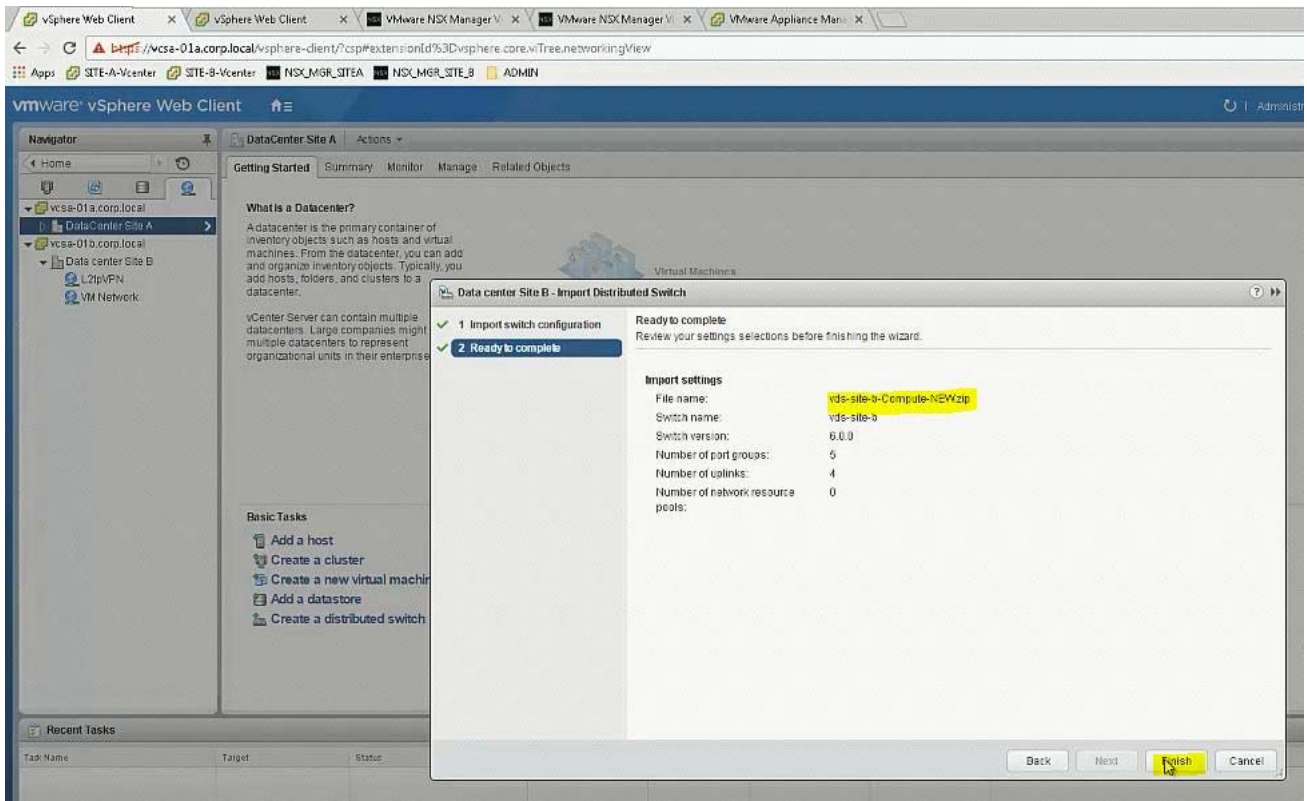 vSphere Web Client
vSphere Web Client
VMware NSX Manager V
VMware NSX Manager Vi
VMware Appliance Mana
https://vcsa-01a.corp.local/vsphere-client/?csp#extensionId%3Dvsphere.core.viTree.networkingView
Apps SITE-A-Vcenter SITE-B-Vcenter NSX_MGR_SITEA NSX_MGR_SITE_B ADMIN
vmware® vSphere Web Client
Administr
Navigator
Home
vcsa-01a.corp.local
DataCenter Site A
vcsa-01b.corp.local
Data center Site B
L2IpVPN
VM Network
DataCenter Site A Actions
Getting Started Summary Monitor Manage Related Objects
What is a Datacenter?
A datacenter is the primary container of
inventory objects such as hosts and virtual
machines. From the datacenter, you can add
and organize inventory objects. Typically, you
add hosts, folders, and clusters to a
datacenter.
vCenter Server can contain multiple
datacenters. Large companies might
multiple datacenters to represent
organizational units in their enterprise
Virtual Machines
Basic Tasks
Add a host
Create a cluster
Create a new virtual machin
Add a datastore
Create a distributed switch
Data center Site B - Import Distributed Switch
1 Import switch configuration
2 Ready to complete
Ready to complete
Review your settings selections before finishing the wizard.
Import settings
File name: vds-site-b-Compute-NEW.zip
Switch name: vds-site-b
Switch version: 6.0.0
Number of port groups: 5
Number of uplinks: 4
Number of network resource 0
pools:
Back Next Finish Cancel
Recent Tasks
Task Name Target Status